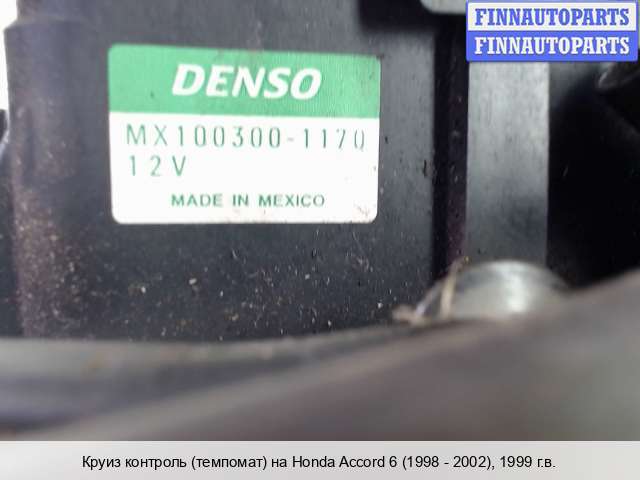 FINNAUTOPARTS
FINNAUTOPARTS
DENSO
MX100300-1170
12V
MADE IN MEXICO
Круиз контроль (темпомат) на Honda Accord 6 (1998 - 2002), 1999 г.в.